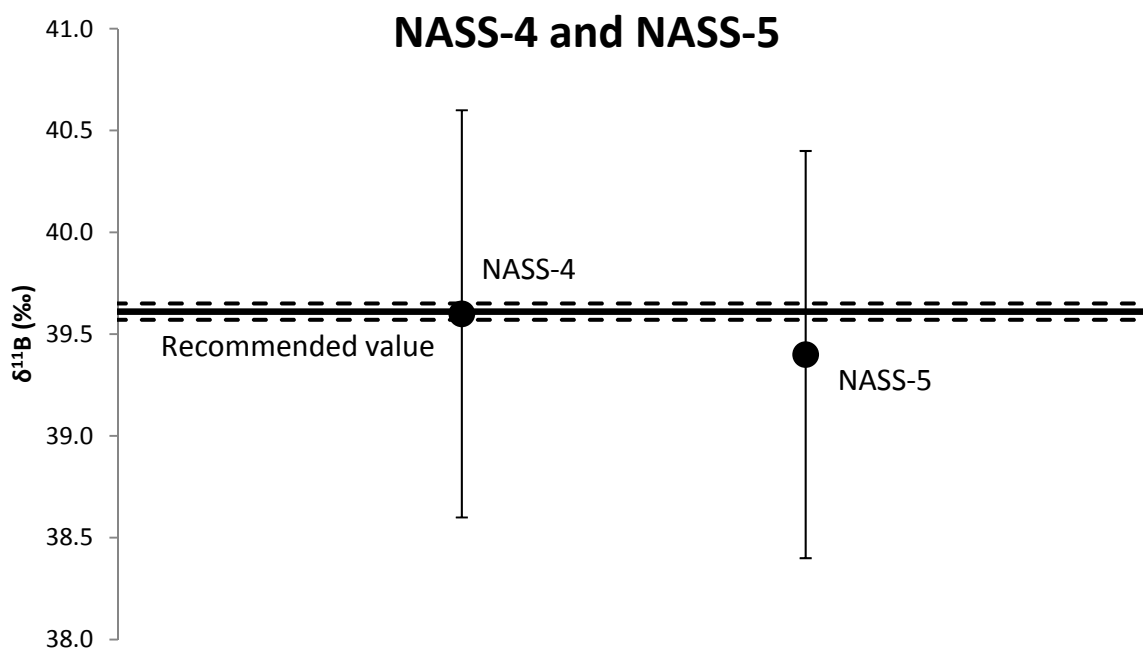 NASS-4 and NASS-5
41.0
40.5
40.0
39.5
39.0
38.5
38.0
δ¹¹B (‰)
NASS-4
Recommended value
NASS-5